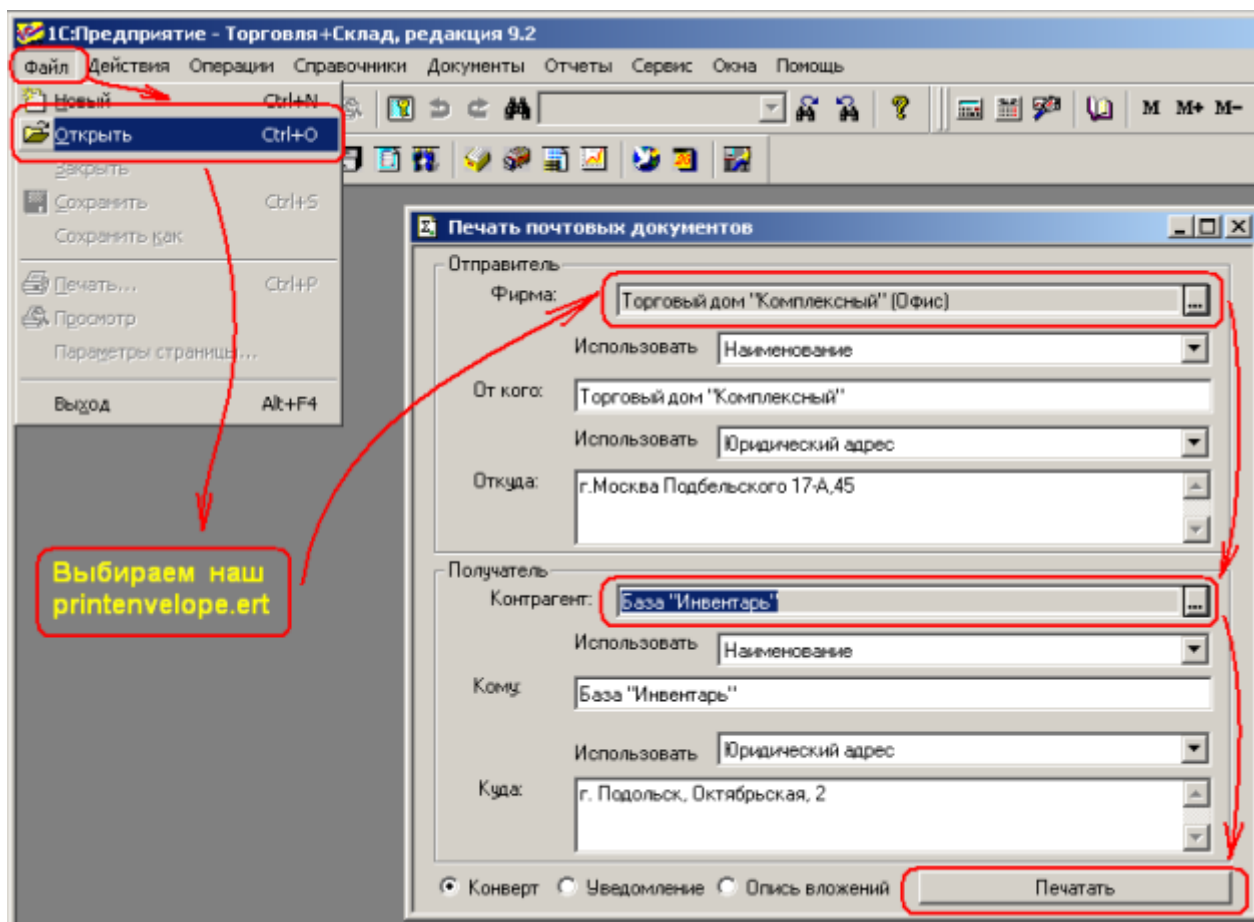 1С:Предприятие - Торговля+Склад, редакция 9.2
Файл Действия Операции Справочники Документы Отчеты Сервис Окна Помощь
Новый Ctrl+N
M M+ M-
Открыть Ctrl+O
Закрыть
Сохранить Ctrl+S
Сохранить как
Печать... Ctrl+P
Просмотр
Параметры страницы...
Выход Alt+F4
Выбираем наш
printenvelope.ert
Печать почтовых документов
Отправитель
Фирма: Торговый дом "Комплексный" (Офис) ...
Использовать Наименование
От кого: Торговый дом "Комплексный"
Использовать Юридический адрес
Откуда: г.Москва Подбельского 17-А,45
Получатель
Контрагент: База "Инвентарь" ...
Использовать Наименование
Кому: База "Инвентарь"
Использовать Юридический адрес
Куда: г. Подольск, Октябрьская, 2
Конверт Уведомление Опись вложений Печатать